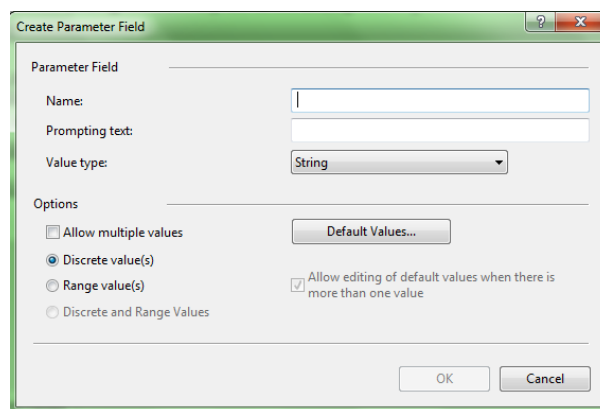 Create Parameter Field
Parameter Field
Name:
Prompting text:
Value type:
String
Options
Allow multiple values
Default Values...
Discrete value(s)
Range value(s)
Allow editing of default values when there is
more than one value
Discrete and Range Values
OK
Cancel